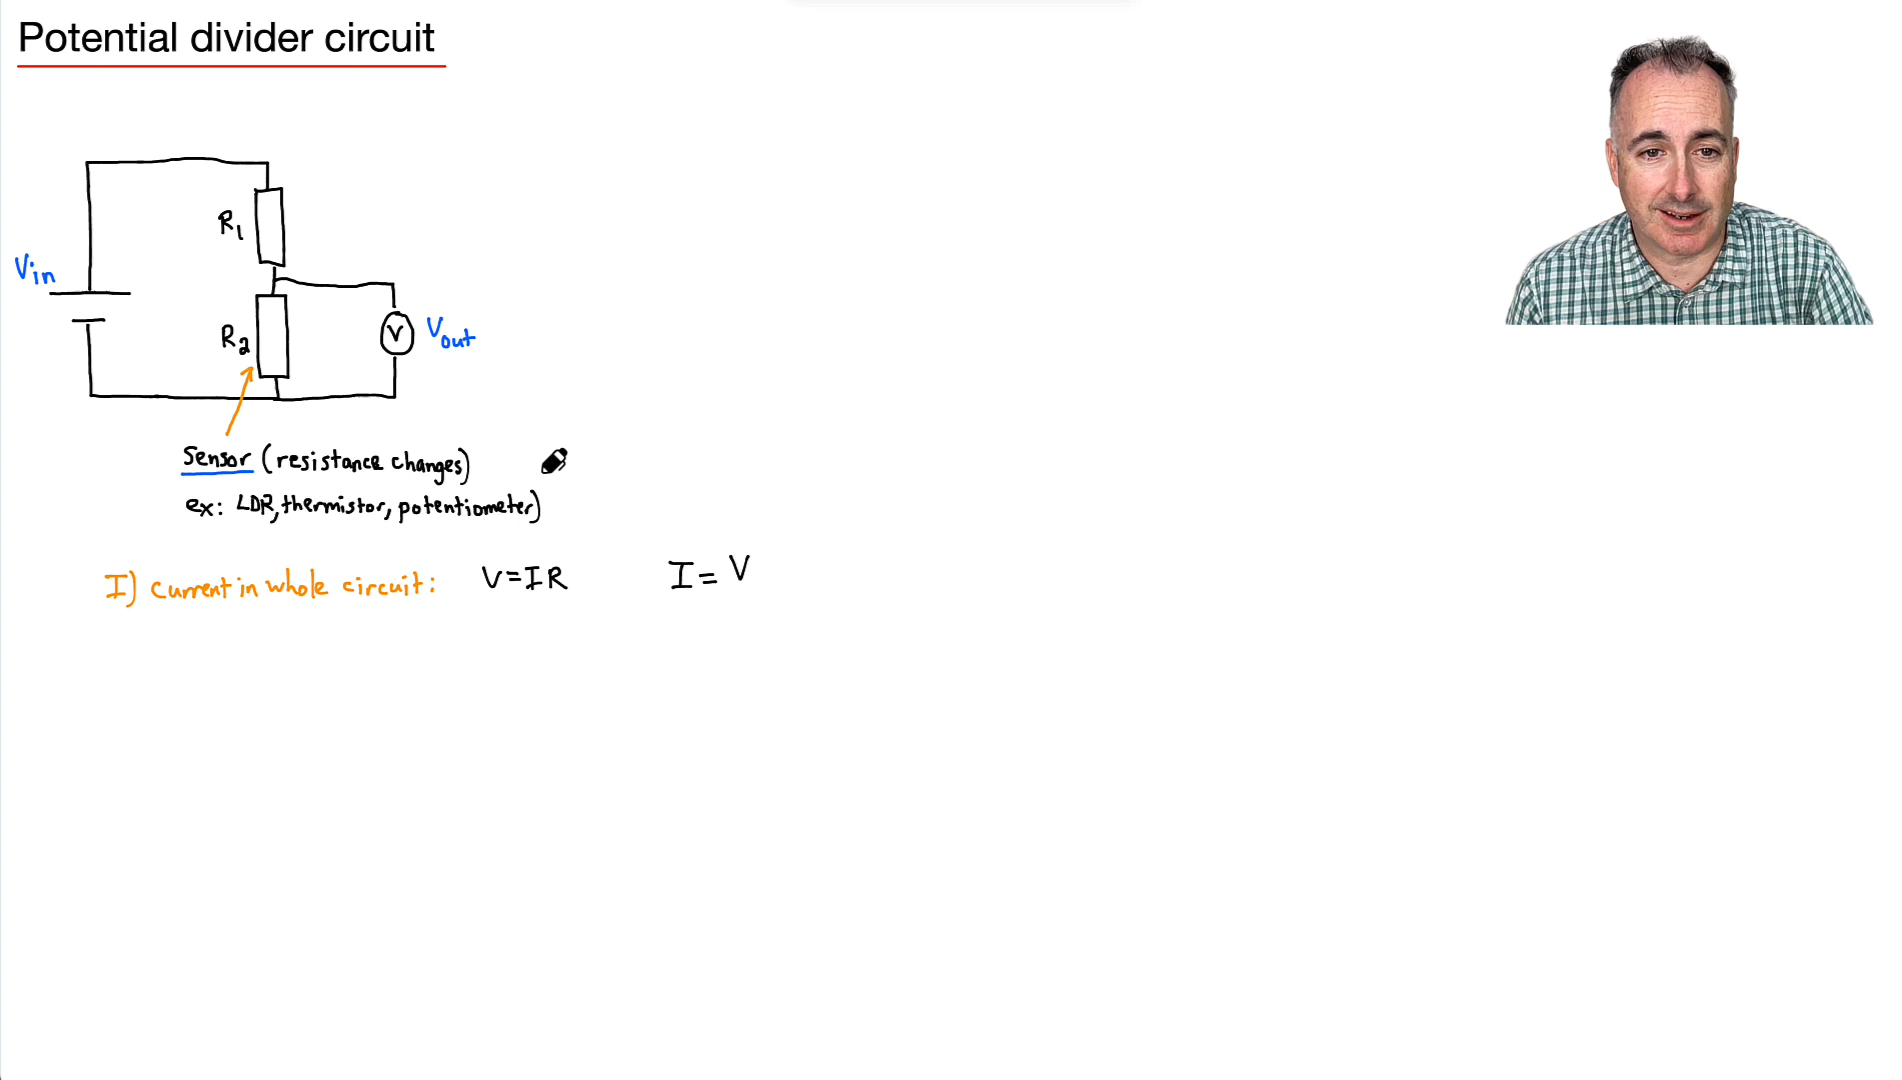 Potential divider circuit
R₁
Vin
R₂
V
Vout
Sensor (resistance changes)
ex: LDR, thermistor, potentiometer)
I) Current in whole circuit: V=IR I=V